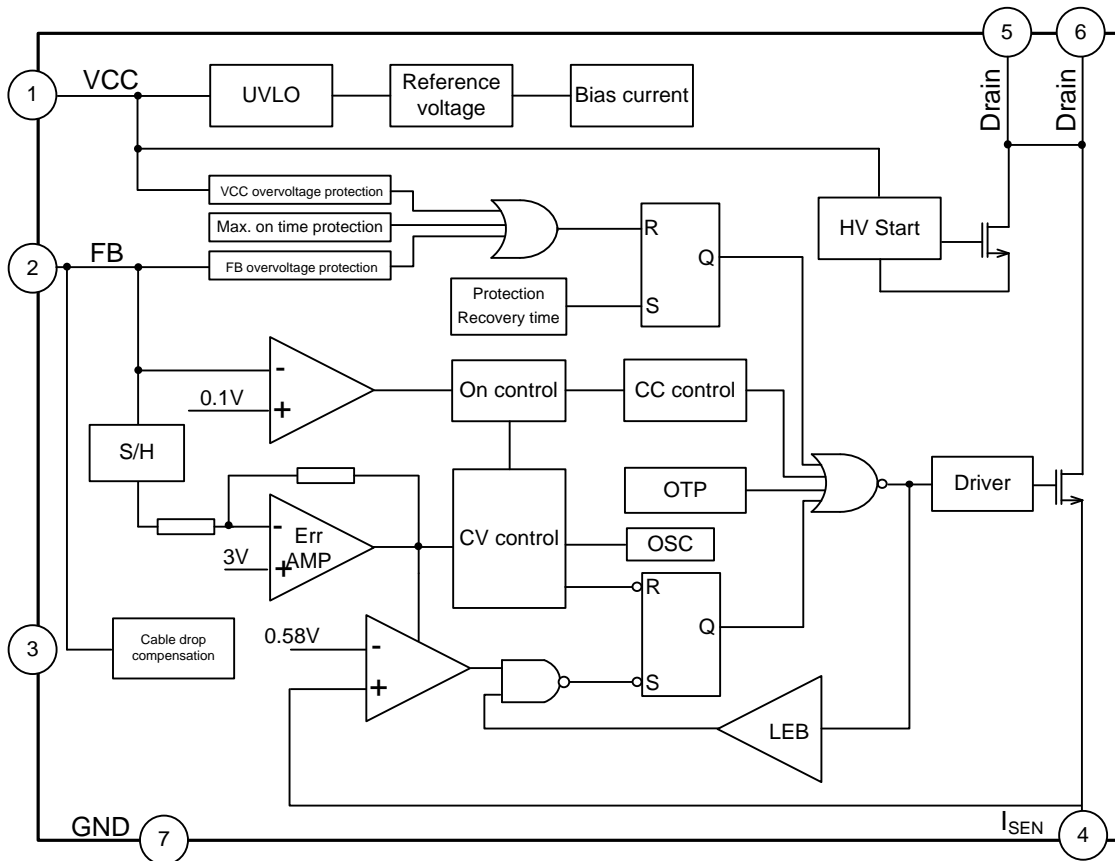 5
6
1
VCC
UVLO
Reference
voltage
Bias current
Drain
Drain
VCC overvoltage protection
Max. on time protection
FB overvoltage protection
R
Q
S
HV Start
2
FB
Protection
Recovery time
-
+
0.1V
On control
CC control
S/H
OTP
Driver
-
+
Err
AMP
3V
CV control
OSC
R
Q
S
3
Cable drop
compensation
0.58V
-
+
LEB
GND
7
ISEN
4